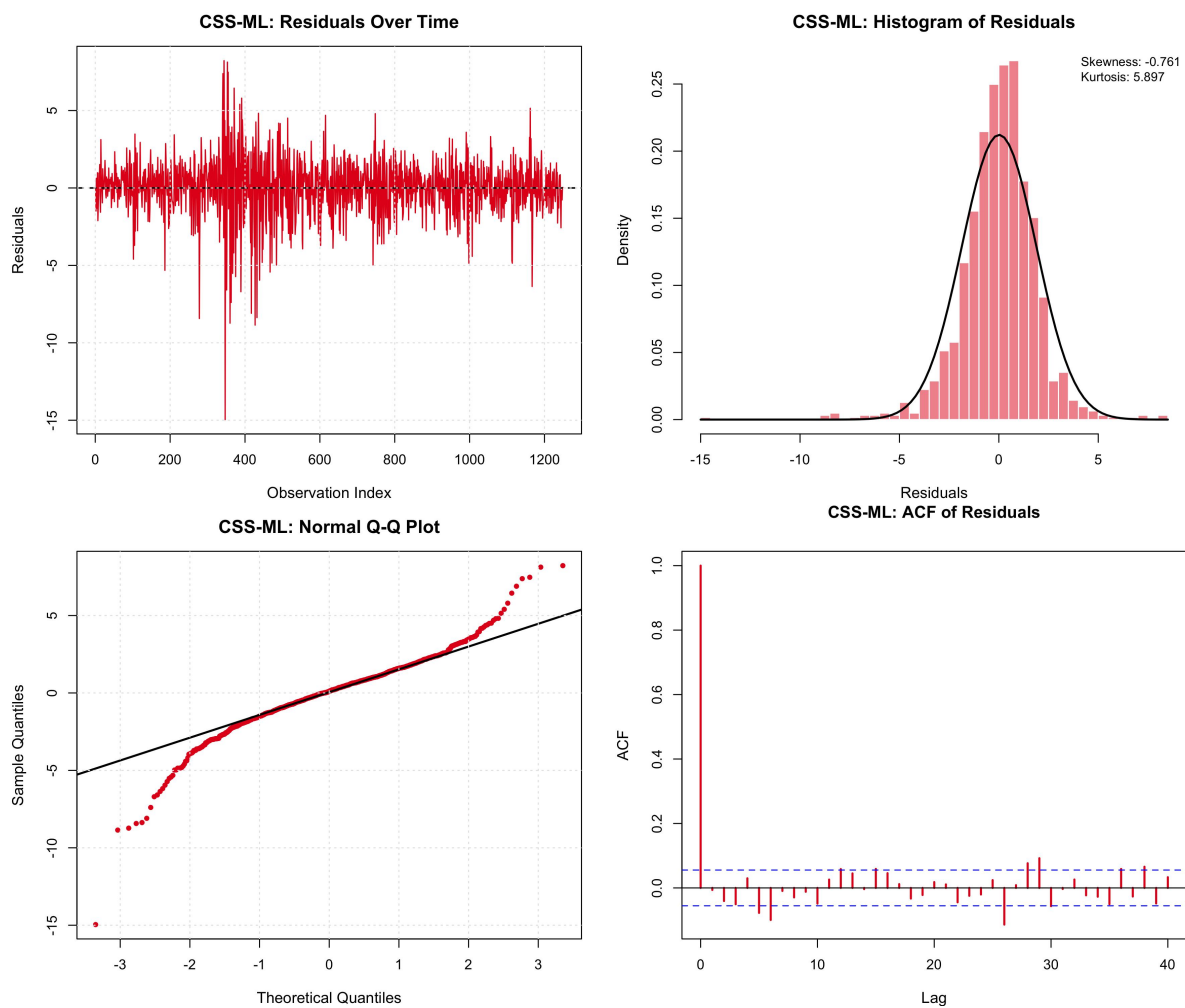 CSS-ML: Residuals Over Time
Residuals
5
0
-5
-10
-15
0 200 400 600 800 1000 1200
Observation Index
CSS-ML: Histogram of Residuals
Skewness: -0.761
Kurtosis: 5.897
Density
0.25
0.20
0.15
0.10
0.05
0.00
-15 -10 -5 0 5
Residuals
CSS-ML: Normal Q-Q Plot
Sample Quantiles
5
0
-5
-10
-15
-3 -2 -1 0 1 2 3
Theoretical Quantiles
CSS-ML: ACF of Residuals
ACF
1.0
0.8
0.6
0.4
0.2
0.0
0 10 20 30 40
Lag